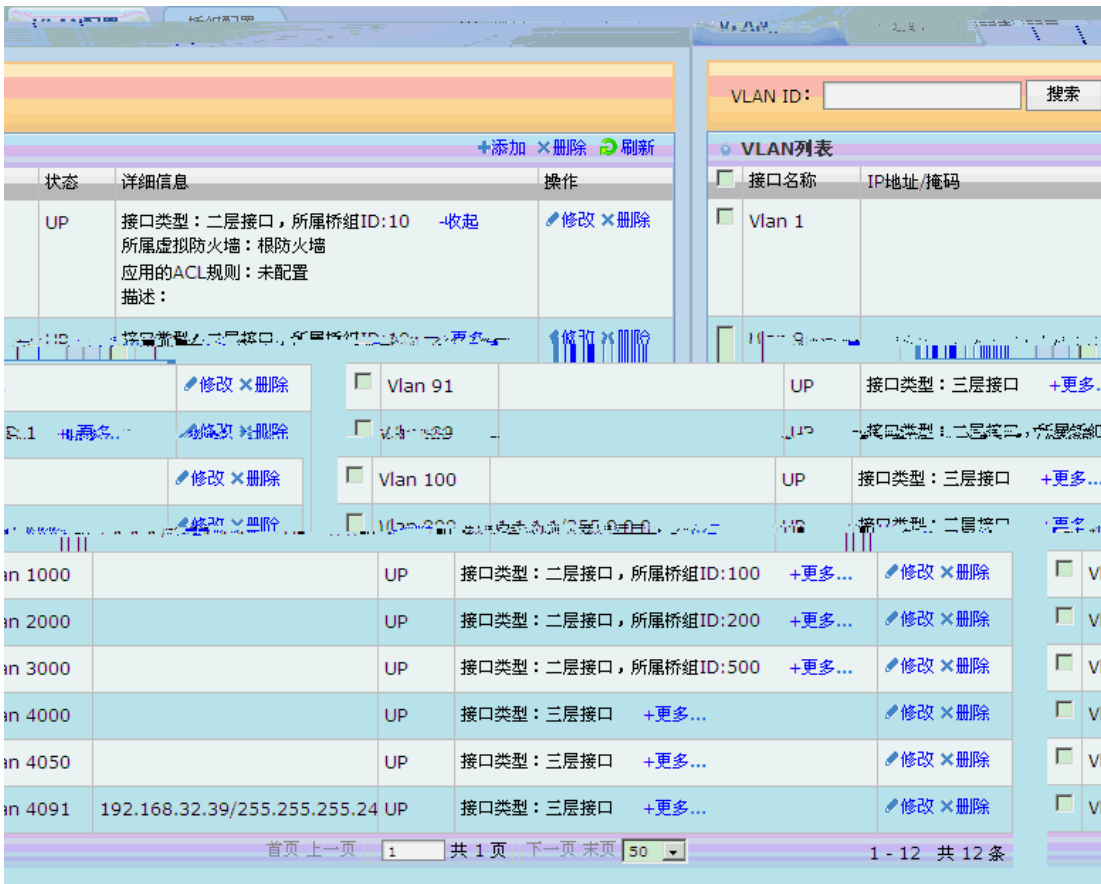 VLAN ID： 搜索
+添加 ×删除 刷新 VLAN列表
状态 详细信息 操作 接口名称 IP地址/掩码
UP 接口类型：二层接口，所属桥组ID:10 -收起 修改 ×删除 Vlan 1
所属虚拟防火墙：根防火墙
应用的ACL规则：未配置
描述：
修改 ×删除 Vlan 91 UP 接口类型：三层接口 +更多.
修改 ×删除 Vlan 100 UP 接口类型：三层接口 +更多...
an 1000 UP 接口类型：二层接口，所属桥组ID:100 +更多... 修改 ×删除
an 2000 UP 接口类型：二层接口，所属桥组ID:200 +更多... 修改 ×删除
an 3000 UP 接口类型：二层接口，所属桥组ID:500 +更多... 修改 ×删除
an 4000 UP 接口类型：三层接口 +更多... 修改 ×删除
an 4050 UP 接口类型：三层接口 +更多... 修改 ×删除
an 4091 192.168.32.39/255.255.255.24 UP 接口类型：三层接口 +更多... 修改 ×删除
首页 上一页 1 共 1 页 下一页 末页 50 1 - 12 共 12 条